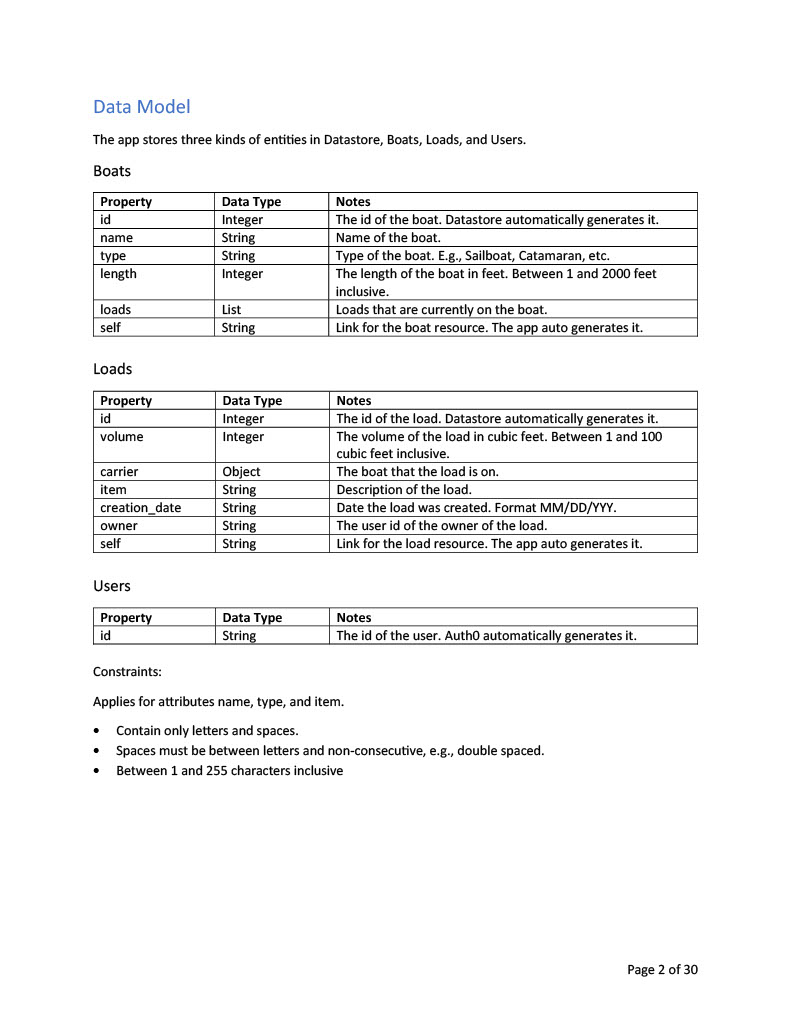 Data Model
The app stores three kinds of entities in Datastore, Boats, Loads, and Users.
Boats
Property Data Type Notes
id Integer The id of the boat. Datastore automatically generates it.
name String Name of the boat.
type String Type of the boat. E.g., Sailboat, Catamaran, etc.
length Integer The length of the boat in feet. Between 1 and 2000 feet
inclusive.
loads List Loads that are currently on the boat.
self String Link for the boat resource. The app auto generates it.
Loads
Property Data Type Notes
id Integer The id of the load. Datastore automatically generates it.
volume Integer The volume of the load in cubic feet. Between 1 and 100
cubic feet inclusive.
carrier Object The boat that the load is on.
item String Description of the load.
creation_date String Date the load was created. Format MM/DD/YYY.
owner String The user id of the owner of the load.
self String Link for the load resource. The app auto generates it.
Users
Property Data Type Notes
id String The id of the user. Auth0 automatically generates it.
Constraints:
Applies for attributes name, type, and item.
• Contain only letters and spaces.
• Spaces must be between letters and non-consecutive, e.g., double spaced.
• Between 1 and 255 characters inclusive
Page 2 of 30